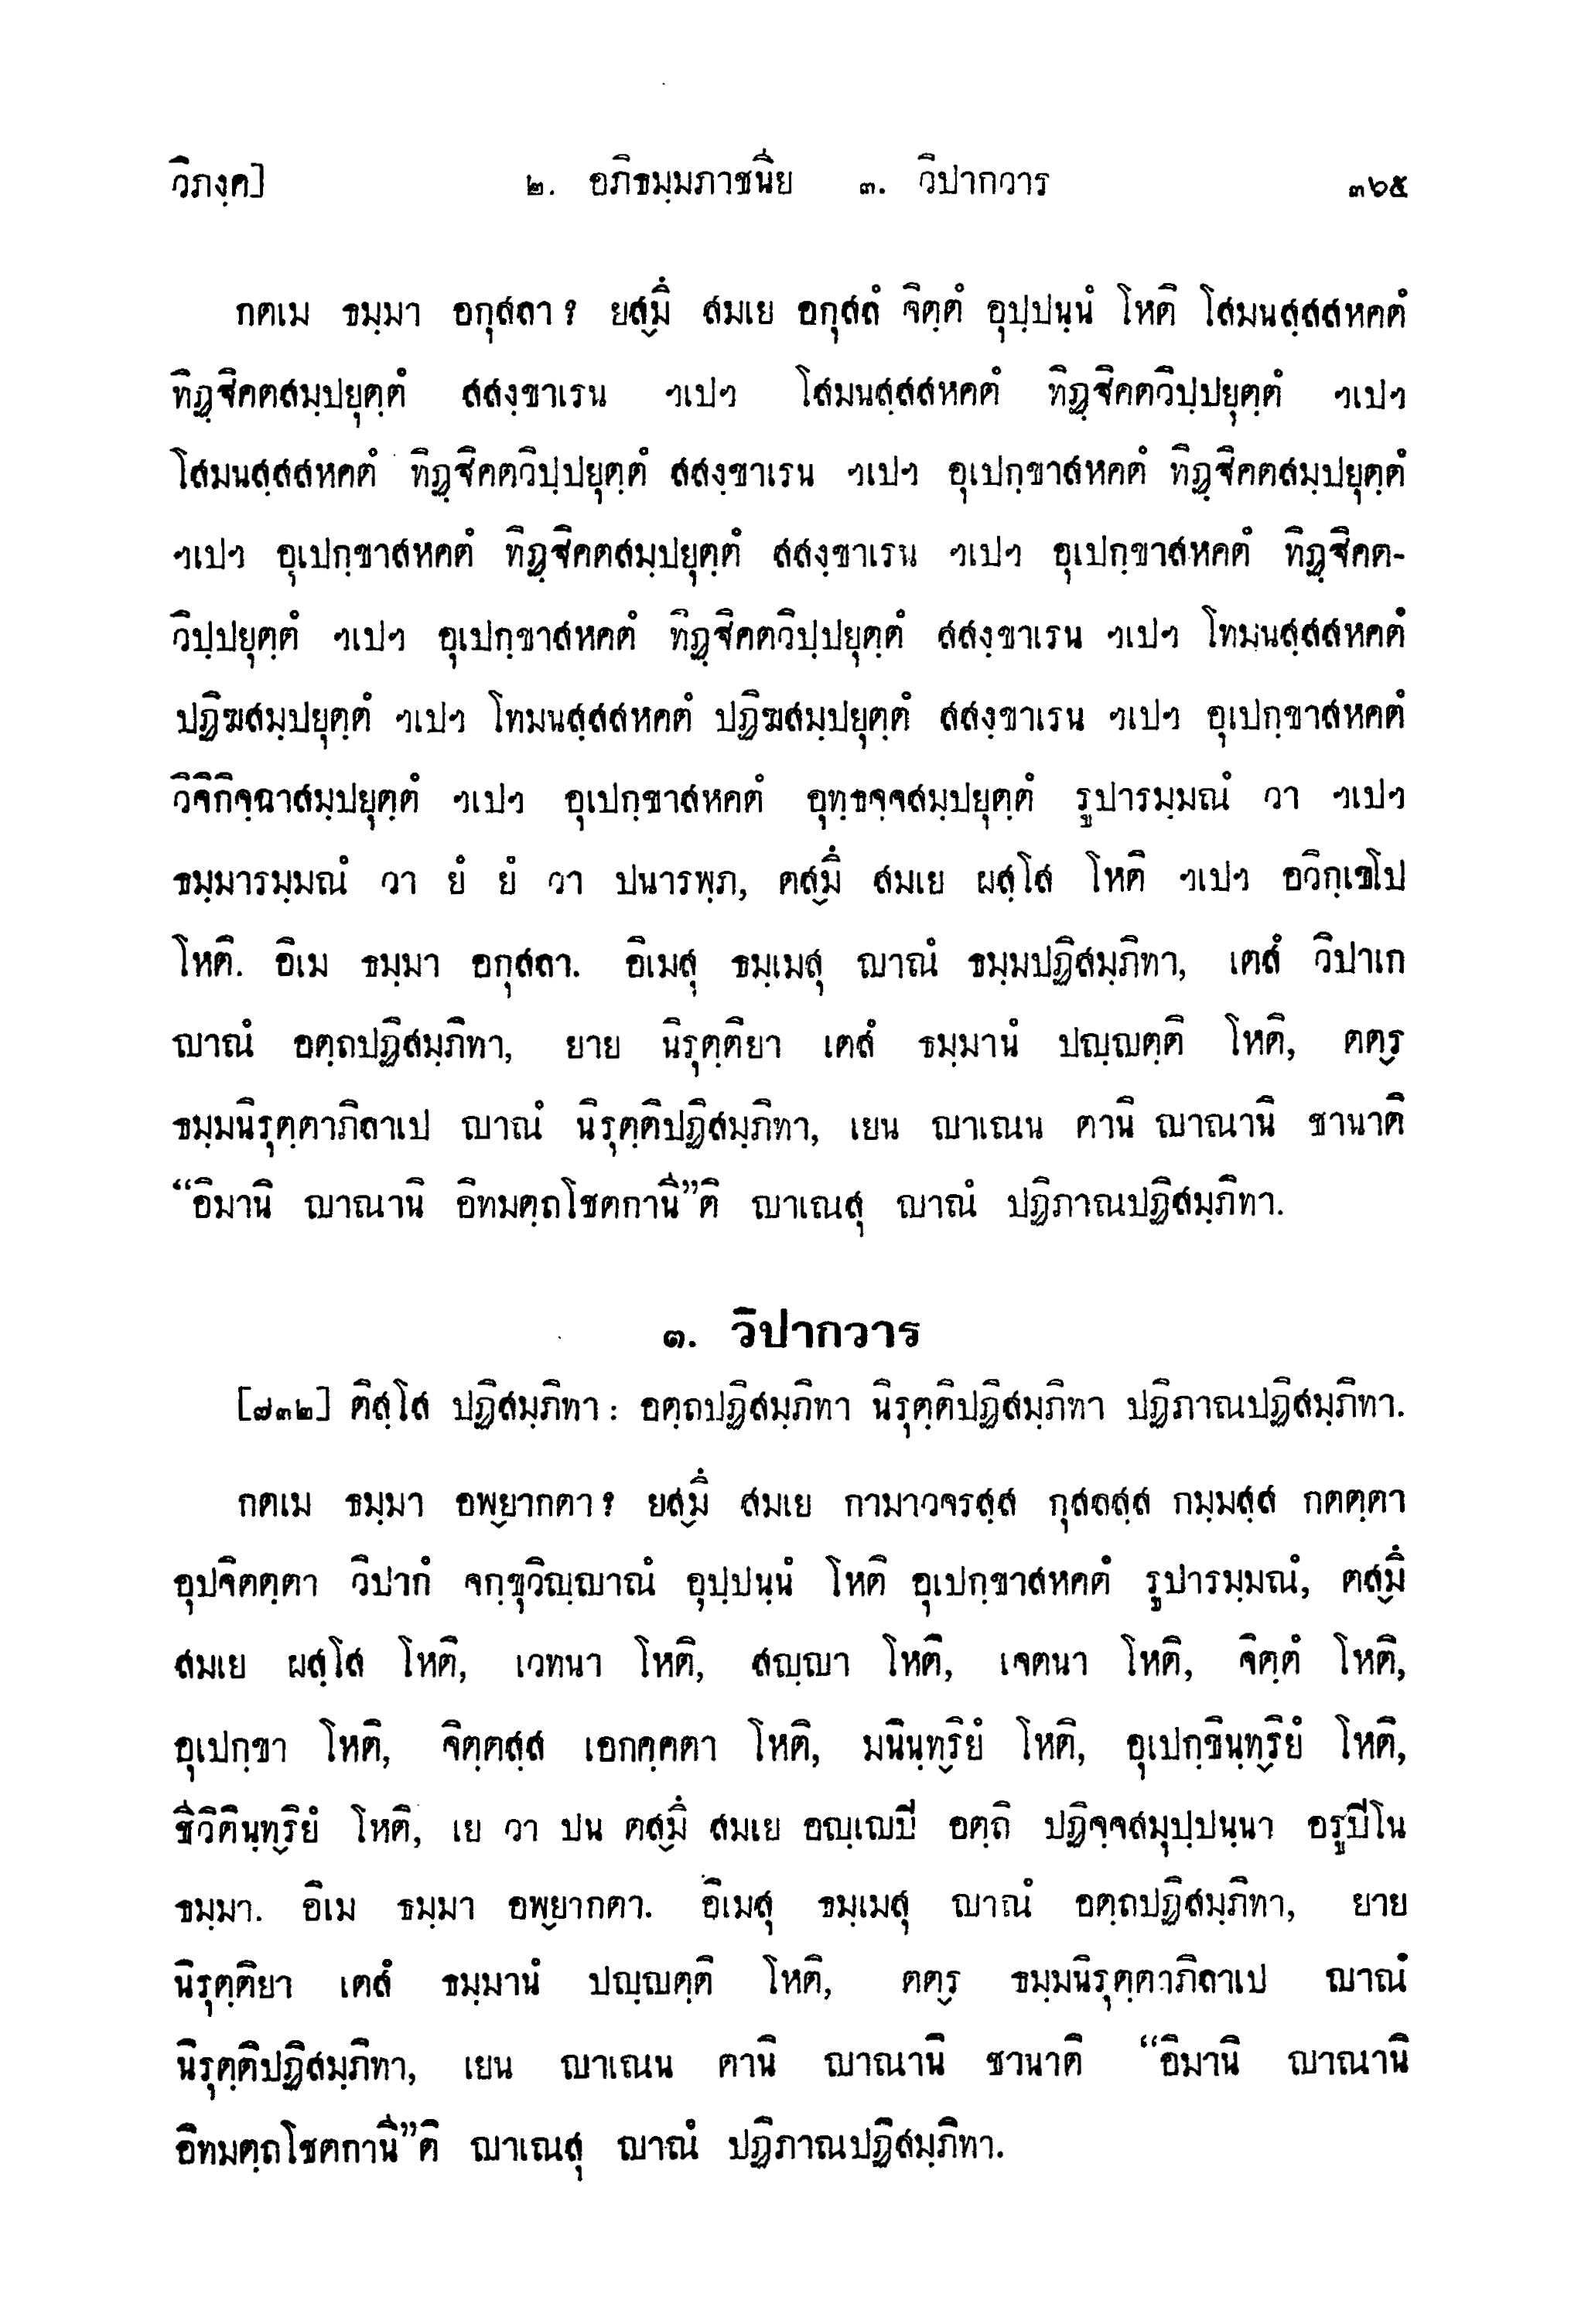 วิภงฺค]
๒. อภิธมฺมภาชนีย ๓. วิปากวาร
๓๖๕
กตเม ธมฺมา อกุสลา? ยสฺมึ สมเย อกุสลํ จิตฺตํ อุปฺปนฺนํ โหติ โสมนสฺสสหคตํ
ทิฏฺฐิคตสมฺปยุตฺตํ สสงฺขาเรน ฯเปฯ โสมนสฺสสหคตํ ทิฏฺฐิคตวิปฺปยุตฺตํ ฯเปฯ
โสมนสฺสสหคตํ ทิฏฺฐิคตวิปฺปยุตฺตํ สสงฺขาเรน ฯเปฯ อุเปกฺขาสหคตํ ทิฏฺฐิคตสมฺปยุตฺตํ
ฯเปฯ อุเปกฺขาสหคตํ ทิฏฺฐิคตสมฺปยุตฺตํ สสงฺขาเรน ฯเปฯ อุเปกฺขาสหคตํ ทิฏฺฐิคต-
วิปฺปยุตฺตํ ฯเปฯ อุเปกฺขาสหคตํ ทิฏฺฐิคตวิปฺปยุตฺตํ สสงฺขาเรน ฯเปฯ โทมนสฺสสหคตํ
ปฏิฆสมฺปยุตฺตํ ฯเปฯ โทมนสฺสสหคตํ ปฏิฆสมฺปยุตฺตํ สสงฺขาเรน ฯเปฯ อุเปกฺขาสหคตํ
วิจิกิจฺฉาสมฺปยุตฺตํ ฯเปฯ อุเปกฺขาสหคตํ อุทฺธจฺจสมฺปยุตฺตํ รูปารมฺมณํ วา ฯเปฯ
ธมฺมารมฺมณํ วา ยํ ยํ วา ปนารพฺภ, ตสฺมึ สมเย ผสฺโส โหติ ฯเปฯ อวิกฺเขโป
โหติ. อิเม ธมฺมา อกุสลา. อิเมสุ ธมฺเมสุ ญาณํ ธมฺมปฏิสมฺภิทา, เตสํ วิปาเก
ญาณํ อตฺถปฏิสมฺภิทา, ยาย นิรุตฺติยา เตสํ ธมฺมานํ ปญฺญตฺติ โหติ, ตตฺร
ธมฺมนิรุตฺตาภิลาเป ญาณํ นิรุตฺติปฏิสมฺภิทา, เยน ญาเณน ตานิ ญาณานิ ชานาติ
“อิมานิ ญาณานิ อิทมตฺถโชตกานี”ติ ญาเณสุ ญาณํ ปฏิภาณปฏิสมฺภิทา.
๓. วิปากวาร
[๗๓๒] ติสฺโส ปฏิสมฺภิทา : อตฺถปฏิสมฺภิทา นิรุตฺติปฏิสมฺภิทา ปฏิภาณปฏิสมฺภิทา.
กตเม ธมฺมา อพฺยากตา? ยสฺมึ สมเย กามาวจรสฺส กุสลสฺส กมฺมสฺส กตตฺตา
อุปจิตตฺตา วิปากํ จกฺขุวิญฺญาณํ อุปฺปนฺนํ โหติ อุเปกฺขาสหคตํ รูปารมฺมณํ, ตสฺมึ
สมเย ผสฺโส โหติ, เวทนา โหติ, สญฺญา โหติ, เจตนา โหติ, จิตฺตํ โหติ,
อุเปกฺขา โหติ, จิตฺตสฺส เอกคฺคตา โหติ, มนินฺทฺริยํ โหติ, อุเปกฺขินฺทฺริยํ โหติ,
ชีวิตินฺทฺริยํ โหติ, เย วา ปน ตสฺมึ สมเย อญฺเญปิ อตฺถิ ปฏิจฺจสมุปฺปนฺนา อรูปิโน
ธมฺมา. อิเม ธมฺมา อพฺยากตา. อิเมสุ ธมฺเมสุ ญาณํ อตฺถปฏิสมฺภิทา, ยาย
นิรุตฺติยา เตสํ ธมฺมานํ ปญฺญตฺติ โหติ, ตตฺร ธมฺมนิรุตฺตาภิลาเป ญาณํ
นิรุตฺติปฏิสมฺภิทา, เยน ญาเณน ตานิ ญาณานิ ชานาติ “อิมานิ ญาณานิ
อิทมตฺถโชตกานี”ติ ญาเณสุ ญาณํ ปฏิภาณปฏิสมฺภิทา.